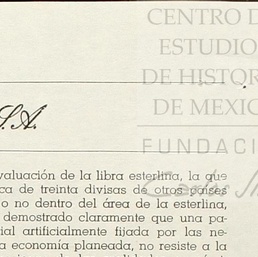 CENTRO D
ESTUDIO
DE HISTOR
DE MEXIC
FUNDACI
S.A.
valuación de la libra esterlina, la que
ca de treinta divisas de otros países
o no dentro del área de la esterlina,
demostrado claramente que una pa-
ial artificialmente fijada por las ne-
a economía planeada, no resiste a la